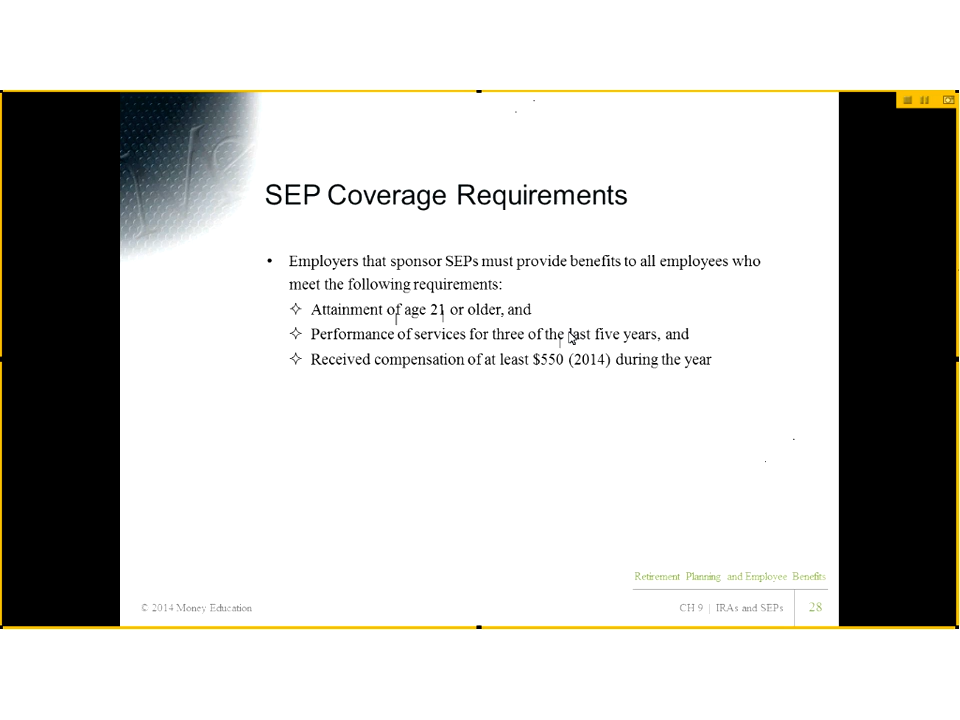 SEP Coverage Requirements
• Employers that sponsor SEPs must provide benefits to all employees who
meet the following requirements:
✧ Attainment of age 21 or older, and
✧ Performance of services for three of the last five years, and
✧ Received compensation of at least $550 (2014) during the year
Retirement Planning and Employee Benefits
© 2014 Money Education
CH 9 | IRAs and SEPs
28